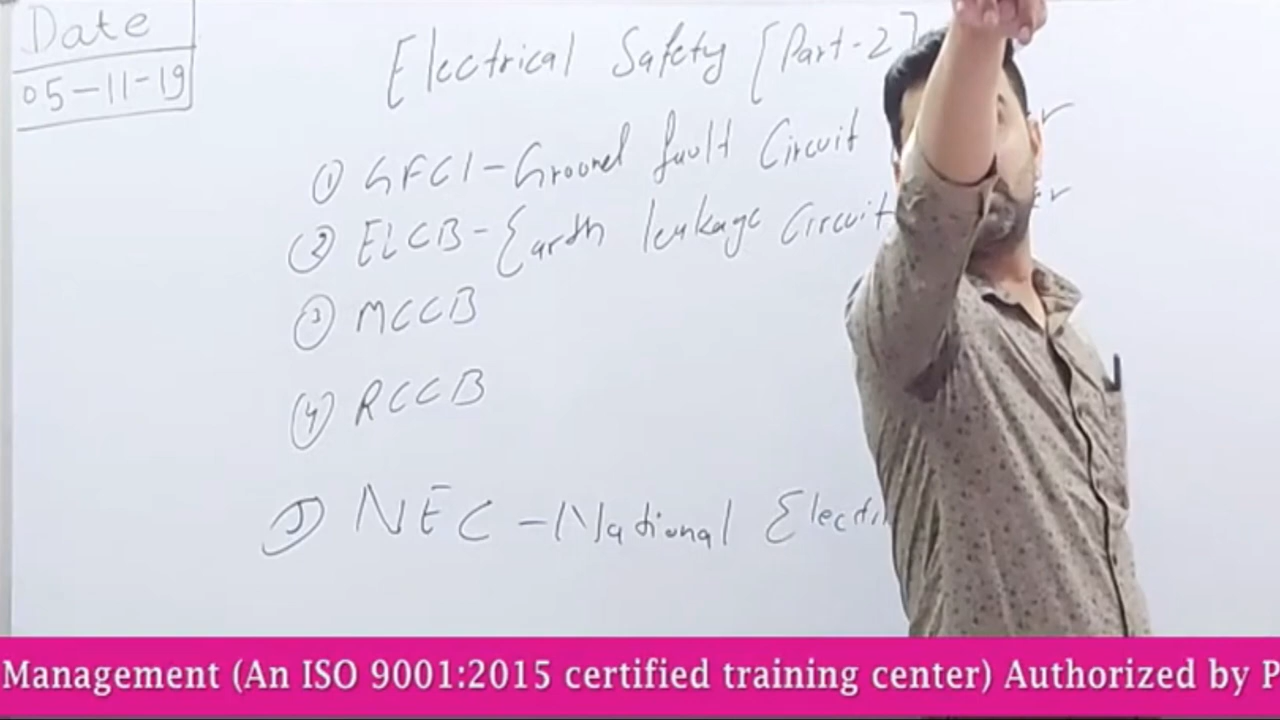 Date
05-11-19
Electrical Safety [Part-2]
① GFCI - Ground fault Circuit
② ELCB - Earth leakage Circuit
③ MCCB
④ RCCB
⑤ NEC - National
Management (An ISO 9001:2015 certified training center) Authorized by P